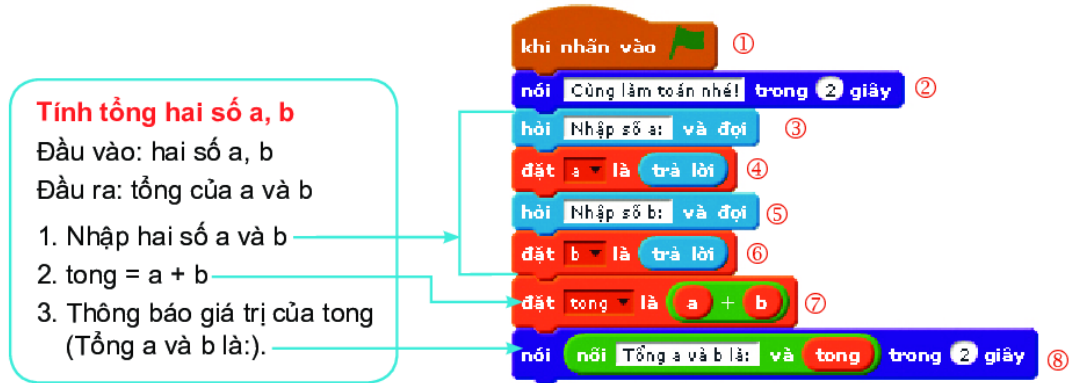 Tính tổng hai số a, b
Đầu vào: hai số a, b
Đầu ra: tổng của a và b
1. Nhập hai số a và b
2. tong = a + b
3. Thông báo giá trị của tong
(Tổng a và b là:).
khi nhấn vào ①
nói Cùng làm toán nhé! trong 2 giây ②
hỏi Nhập số a: và đợi ③
đặt a là trả lời ④
hỏi Nhập số b: và đợi ⑤
đặt b là trả lời ⑥
đặt tong là a + b ⑦
nói nối Tổng a và b là: và tong trong 2 giây ⑧